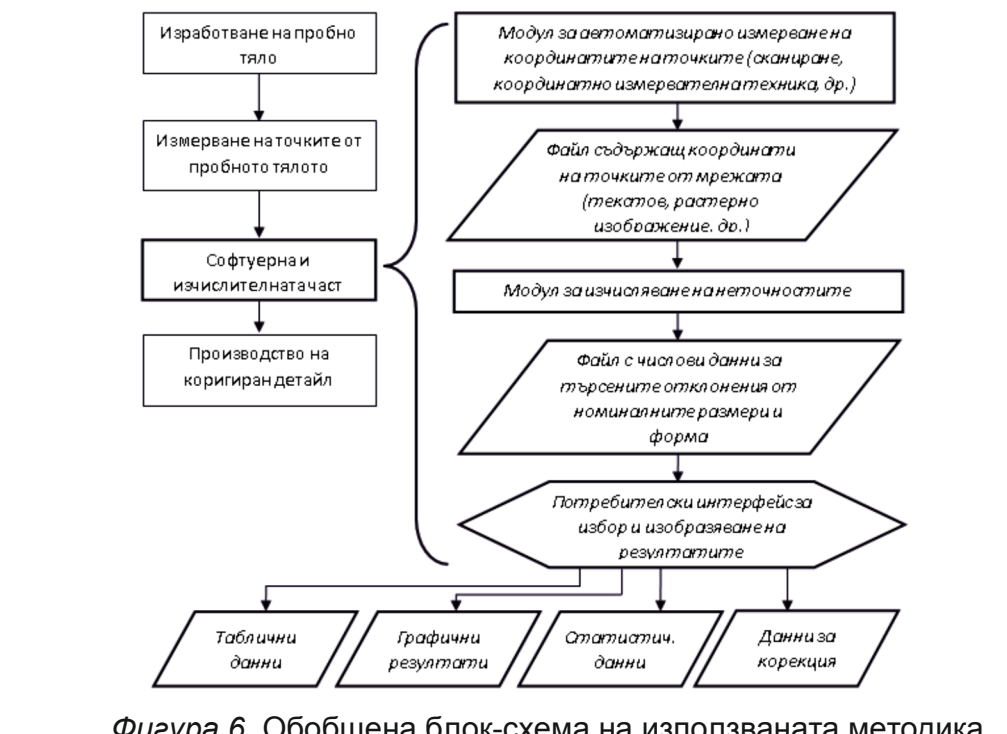 Изработване на пробно
тяло
Измерване на точките от
пробното тялото
Софтуерна и
изчислителната част
Производство на
коригиран детайл
Модул за автоматизирано измерване на
координатите на точките (сканиране,
координатно измервателна техника, др.)
Файл съдържащ координати
на точките от мрежата
(текстов, растерно
изображение. др.)
Модул за изчисляване на неточностите
Файл с числови данни за
търсените отклонения от
номиналните размери и
форма
Потребителски интерфейс за
избор и изобразяване на
резултатите
Таблични
данни
Графични
резултати
Статистич.
данни
Данни за
корекция
Фигура 6. Обобщена блок-схема на използваната методика